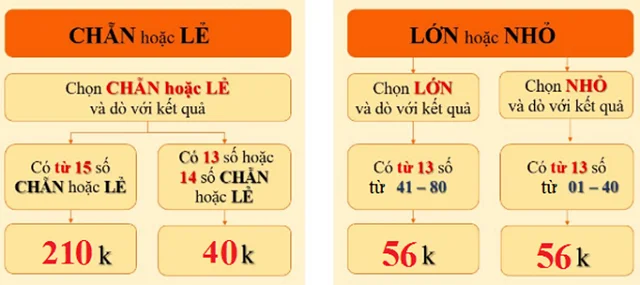 CHẴN hoặc LẺ
Chọn CHẴN hoặc LẺ
và dò với kết quả
Có từ 15 số
CHẴN hoặc LẺ
Có 13 số hoặc
14 số CHẴN
hoặc LẺ
210 k
40 k
LỚN hoặc NHỎ
Chọn LỚN
và dò với kết quả
Chọn NHỎ
và dò với kết quả
Có từ 13 số
từ 41 – 80
Có từ 13 số
từ 01 – 40
56 k
56 k